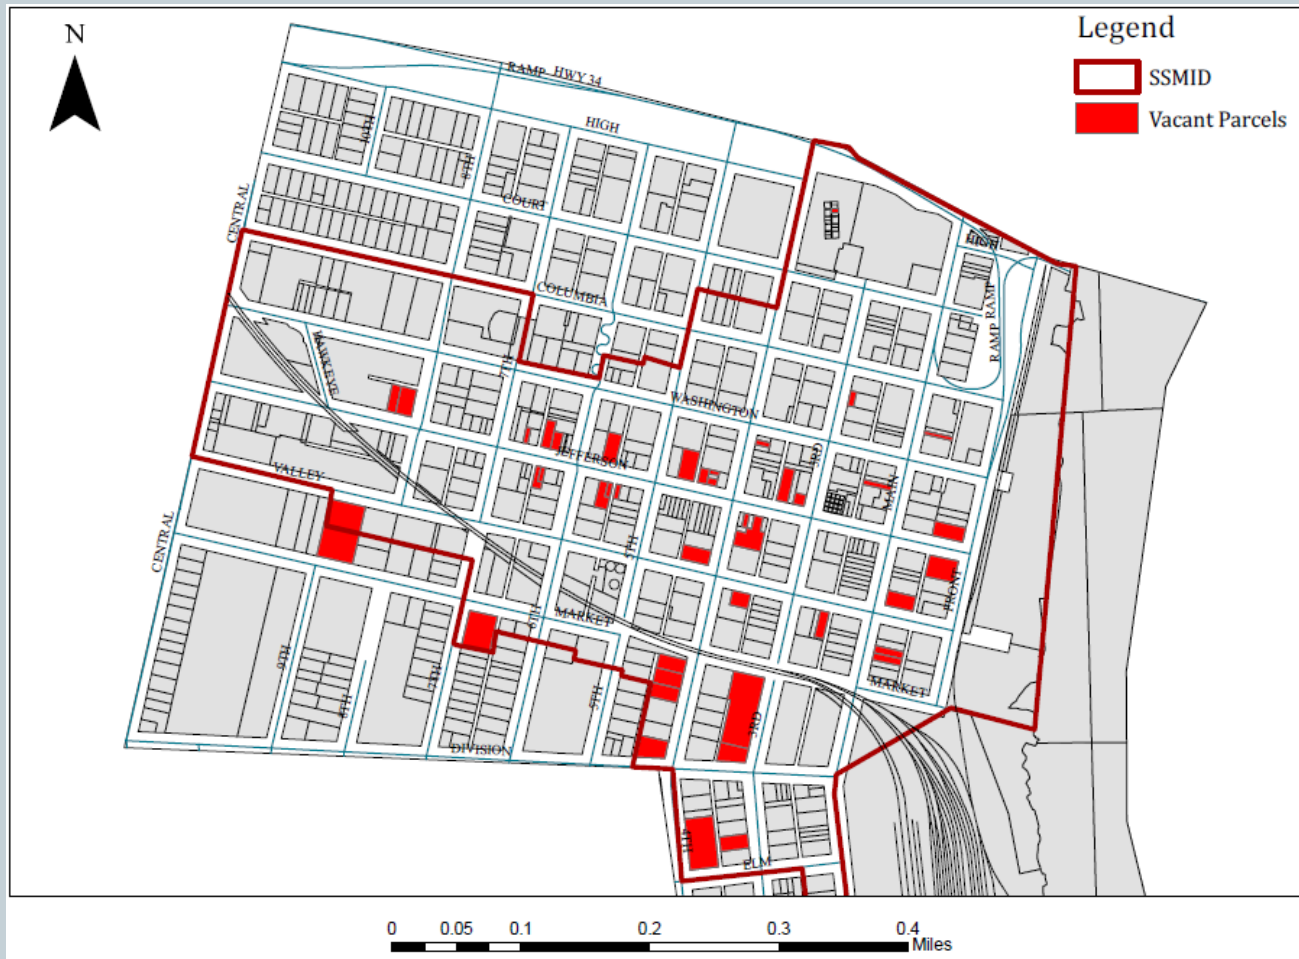 N
Legend
SSMID
Vacant Parcels
RAMP HWY 34
HIGH
10TH
8TH
COURT
CENTRAL
HIGH
COLUMBIA
RAMP
RAMP
HAWKEYE
7TH
WASHINGTON
JEFFERSON
3RD
MAIN
VALLEY
CENTRAL
5TH
FRONT
6TH
MARKET
9TH
8TH
7TH
5TH
MARKET
3RD
DIVISION
4TH
ELM
0 0.05 0.1 0.2 0.3 0.4
Miles